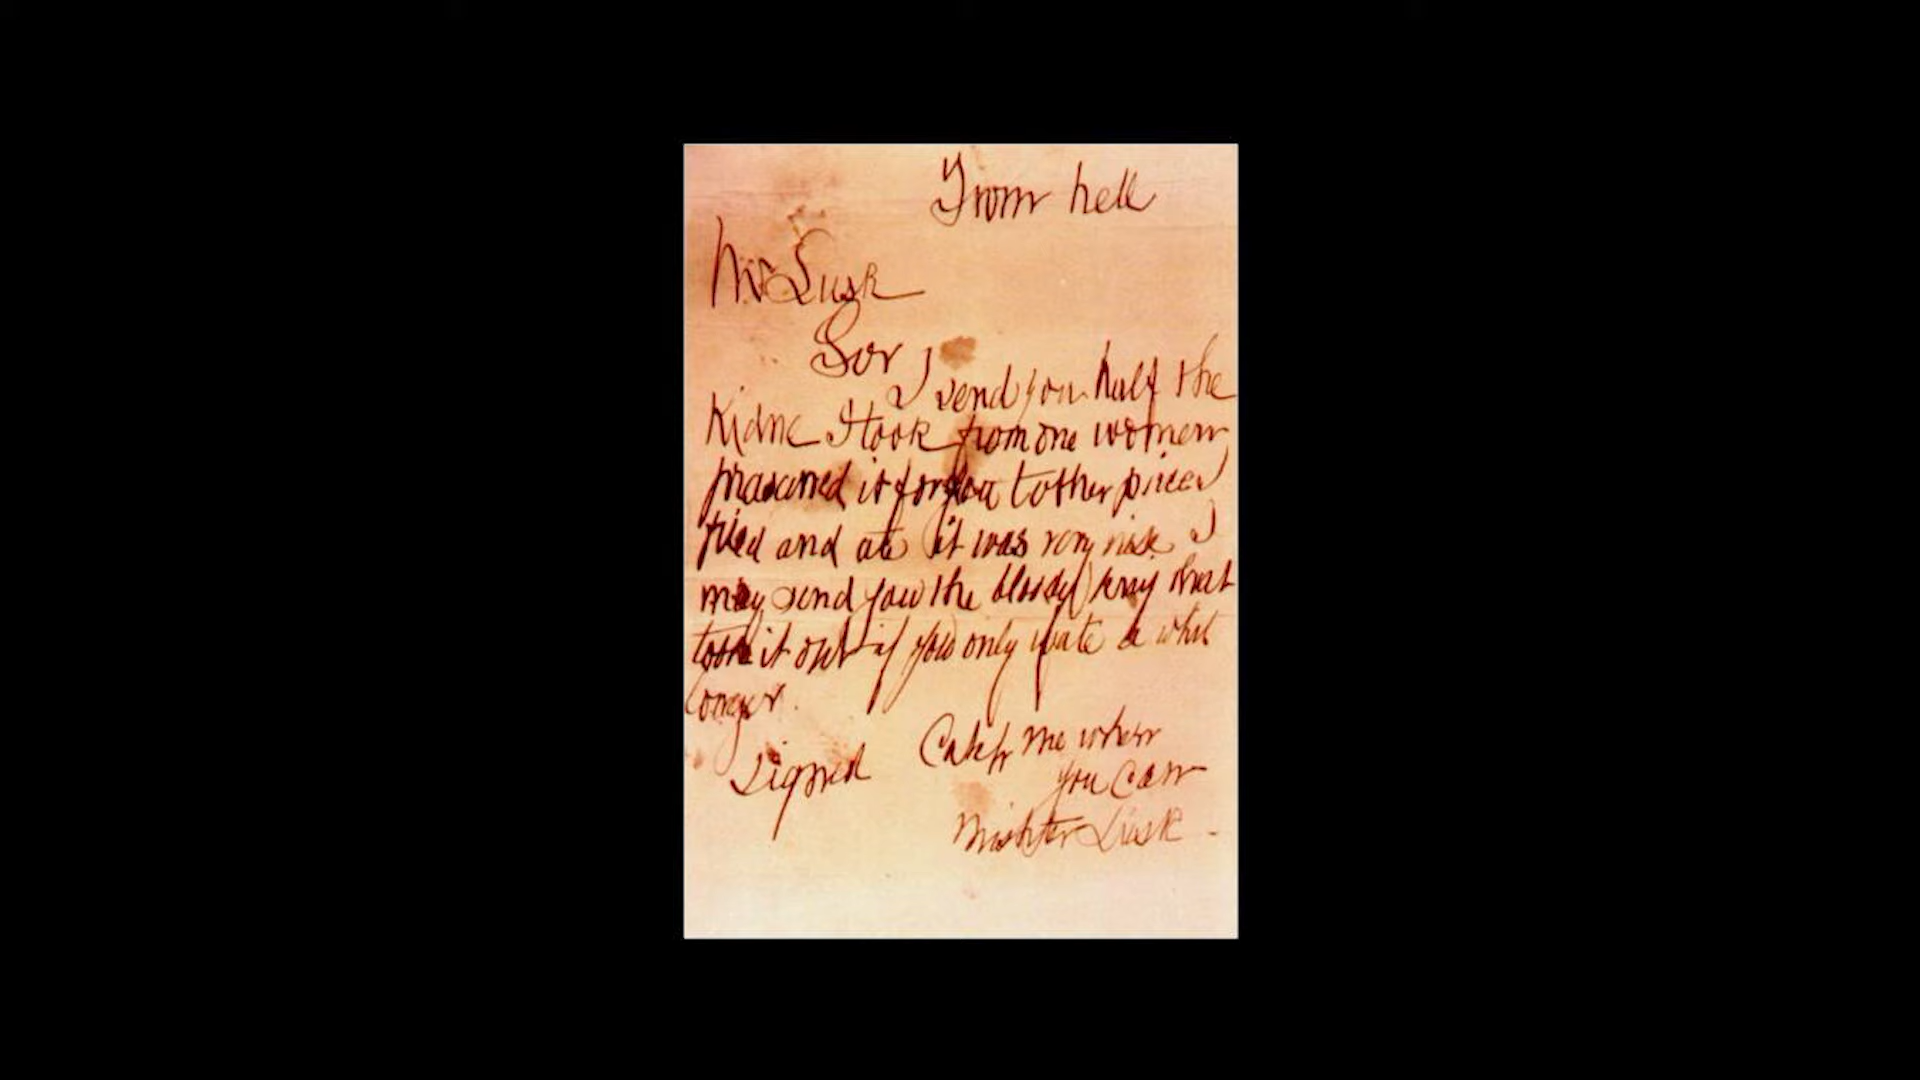 From hell
Mr Lusk
Sor
I send you half the
Kidne I took from one women
prasarved it for you tother piece I
fried and ate it was very nise I
may send you the bloody knif that
took it out if you only wate a whil
longer.
signed Catch me when
you Can
Mishter Lusk -